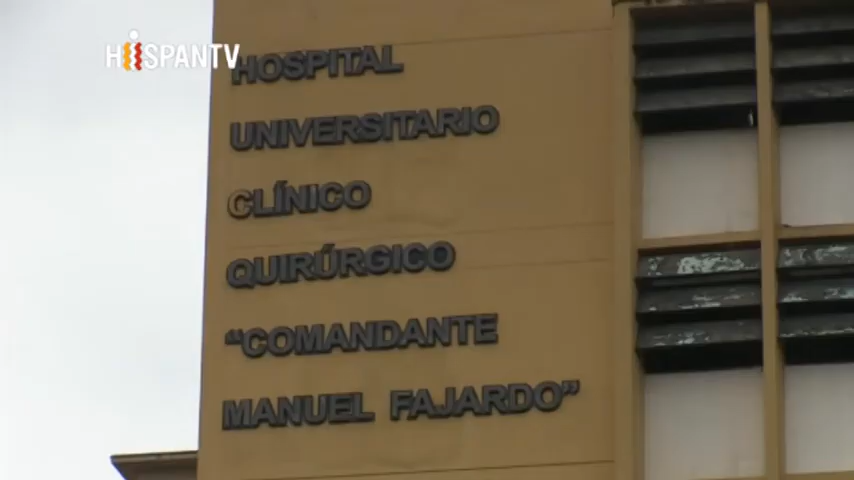 HISPANTV
HOSPITAL
UNIVERSITARIO
CLÍNICO
QUIRÚRGICO
“COMANDANTE
MANUEL FAJARDO”